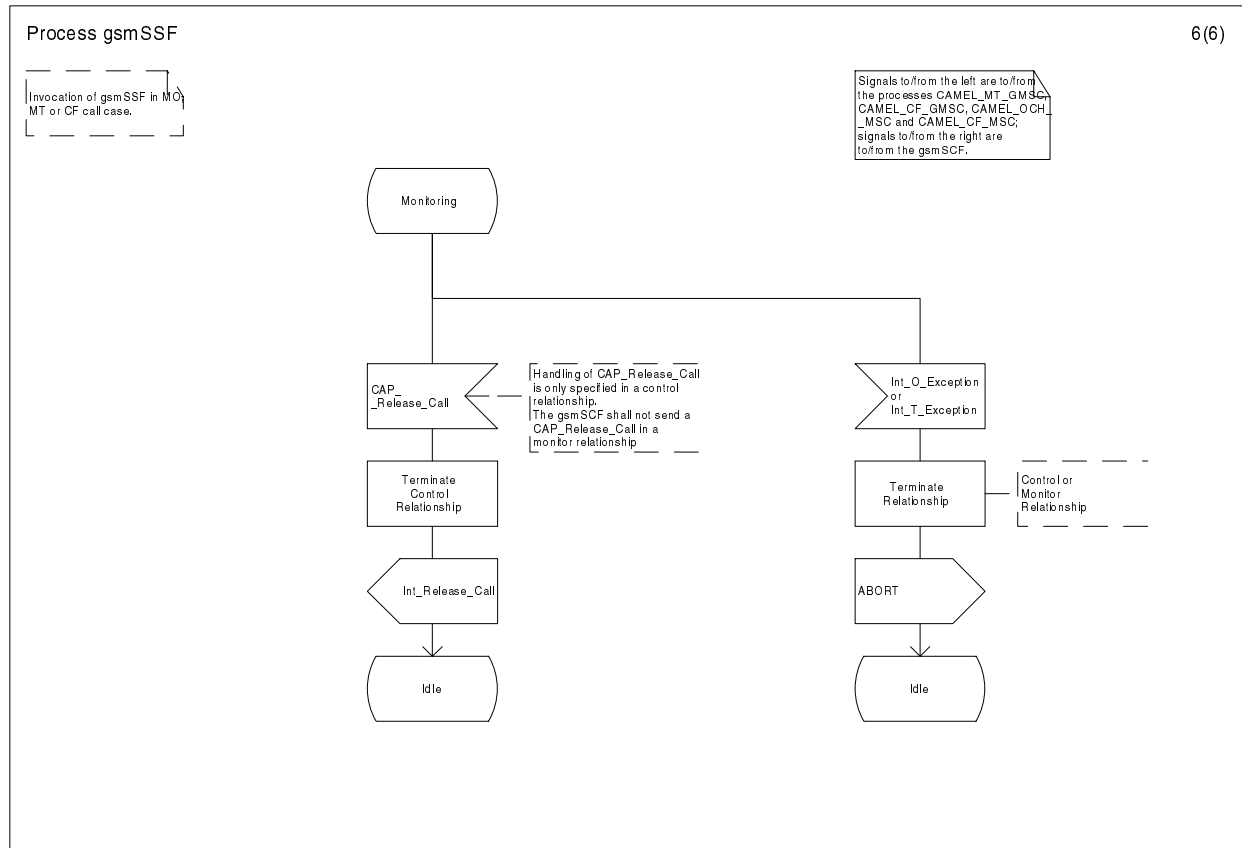 Process gsmSSF
6(6)
Invocation of gsmSSF in MO,
MT or CF call case.
Signals to/from the left are to/from
the processes CAMEL_MT_GMSC,
CAMEL_CF_GMSC, CAMEL_OCH_
_MSC and CAMEL_CF_MSC;
signals to/from the right are
to/from the gsmSCF.
Monitoring
CAP_
_Release_Call
Handling of CAP_Release_Call
is only specified in a control
relationship.
The gsmSCF shall not send a
CAP_Release_Call in a
monitor relationship
Int_O_Exception
or
Int_T_Exception
Terminate
Control
Relationship
Terminate
Relationship
Control or
Monitor
Relationship
Int_Release_Call
ABORT
Idle
Idle